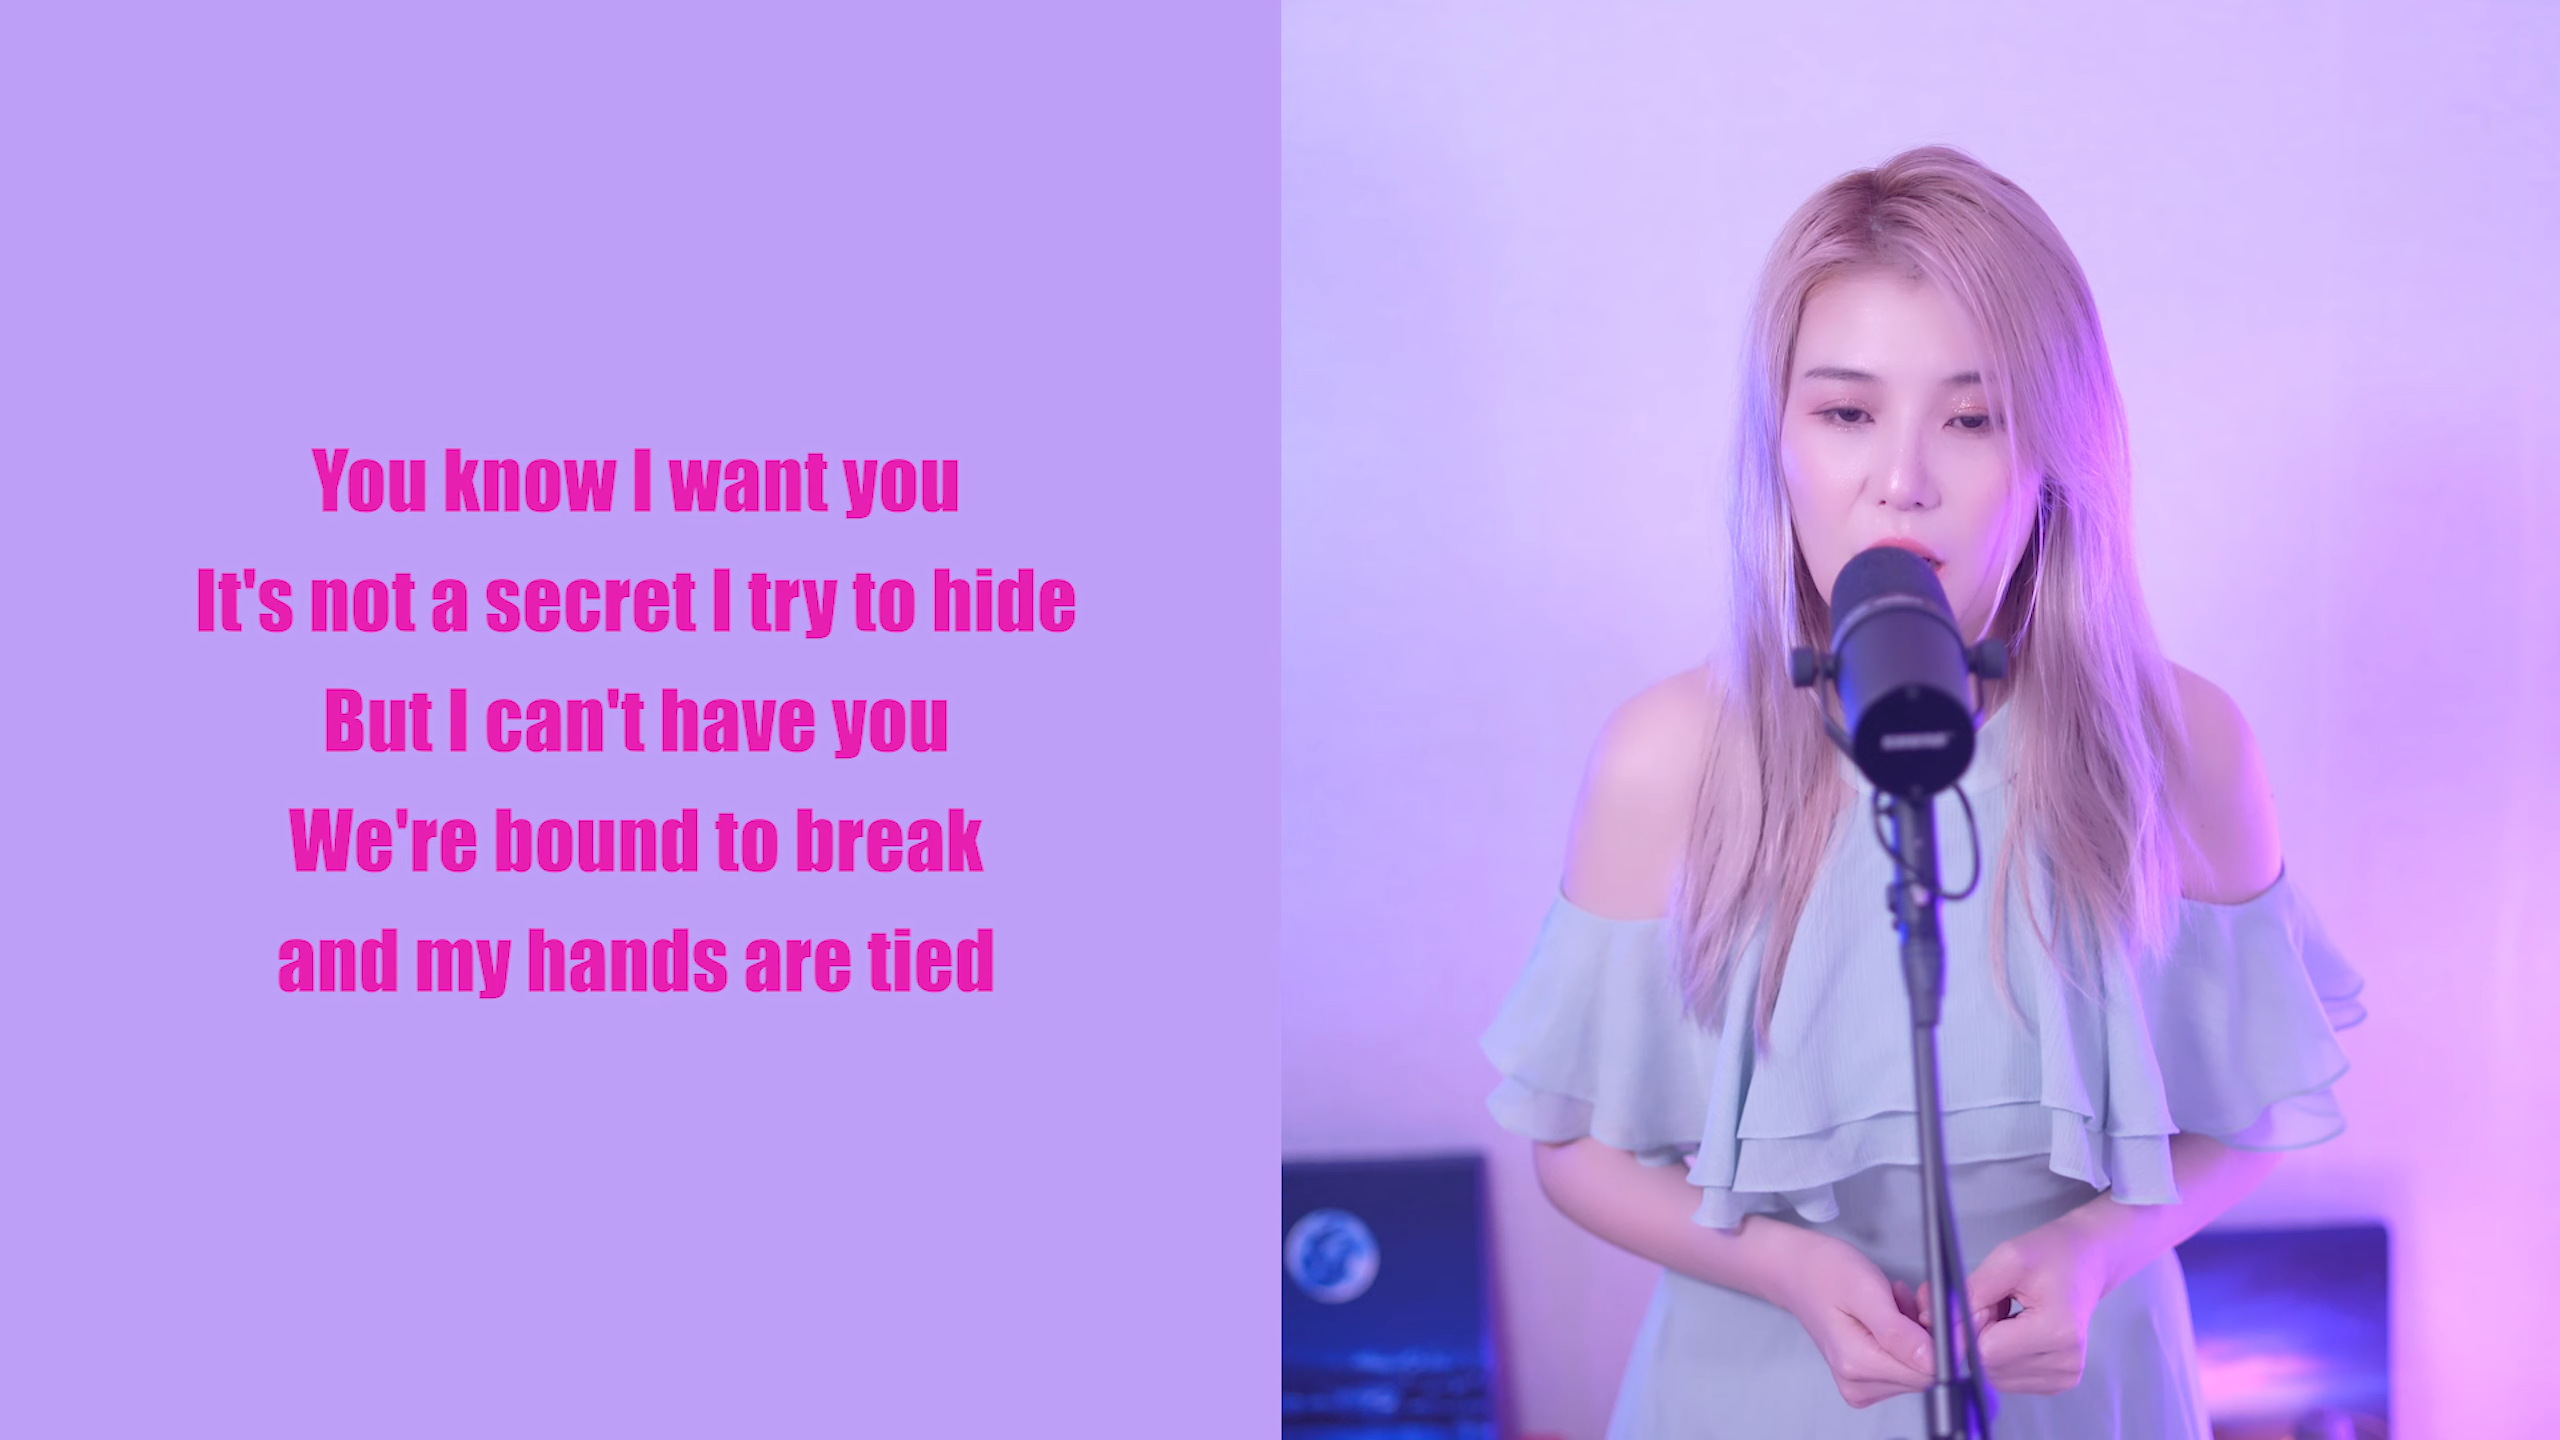 You know I want you
It's not a secret I try to hide
But I can't have you
We're bound to break
and my hands are tied